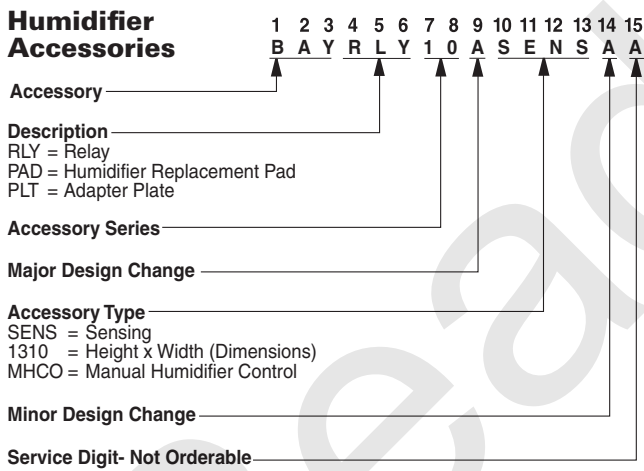 Humidifier
Accessories
1 2 3 4 5 6 7 8 9 10 11 12 13 14 15
B A Y R L Y 1 0 A S E N S A A
Accessory
Description
RLY = Relay
PAD = Humidifier Replacement Pad
PLT = Adapter Plate
Accessory Series
Major Design Change
Accessory Type
SENS = Sensing
1310 = Height x Width (Dimensions)
MHCO = Manual Humidifier Control
Minor Design Change
Service Digit- Not Orderable